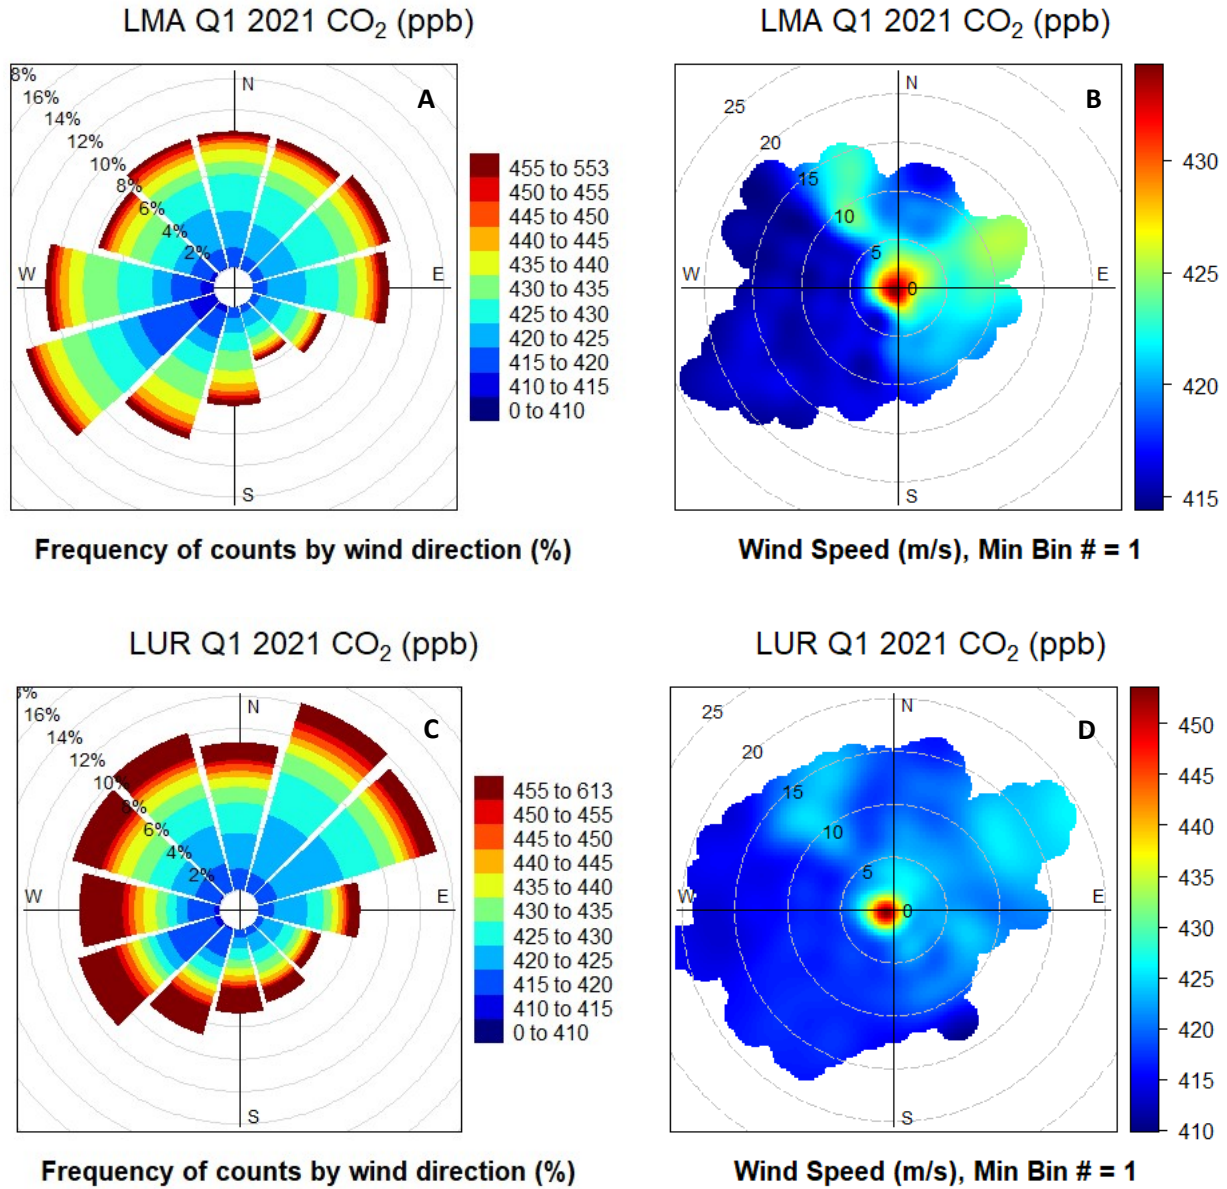 LMA Q1 2021 CO₂ (ppb)
LMA Q1 2021 CO₂ (ppb)
8%
16%
14%
12%
10%
8%
6%
4%
2%
N
A
W
E
S
455 to 553
450 to 455
445 to 450
440 to 445
435 to 440
430 to 435
425 to 430
420 to 425
415 to 420
410 to 415
0 to 410
Frequency of counts by wind direction (%)
25
20
15
10
5
0
N
B
W
E
S
430
425
420
415
Wind Speed (m/s), Min Bin # = 1
LUR Q1 2021 CO₂ (ppb)
LUR Q1 2021 CO₂ (ppb)
16%
14%
12%
10%
8%
6%
4%
2%
N
C
W
E
S
455 to 613
450 to 455
445 to 450
440 to 445
435 to 440
430 to 435
425 to 430
420 to 425
415 to 420
410 to 415
0 to 410
Frequency of counts by wind direction (%)
25
20
15
10
5
0
N
D
W
E
S
450
445
440
435
430
425
420
415
410
Wind Speed (m/s), Min Bin # = 1